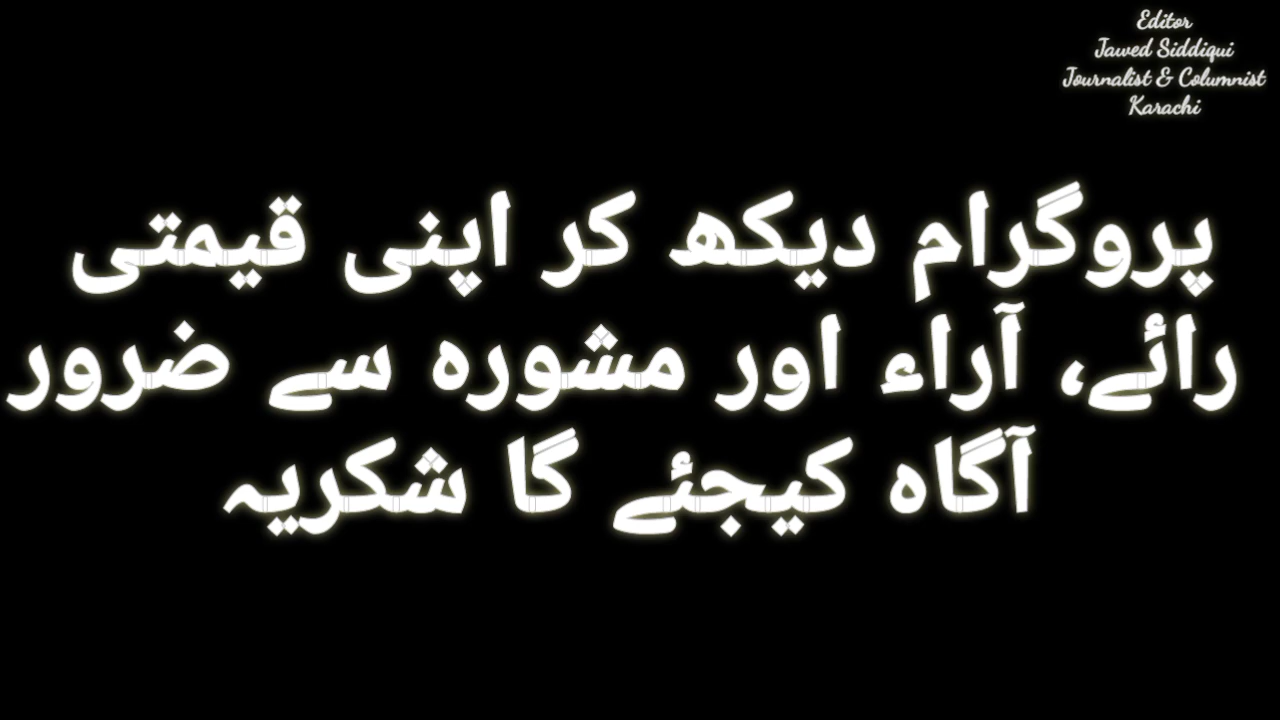 Editor
Jawed Siddiqui
Journalist & Columnist
Karachi
پروگرام دیکھ کر اپنی قیمتی
رائے، آراء اور مشورہ سے ضرور
آگاہ کیجئے گا شکریہ